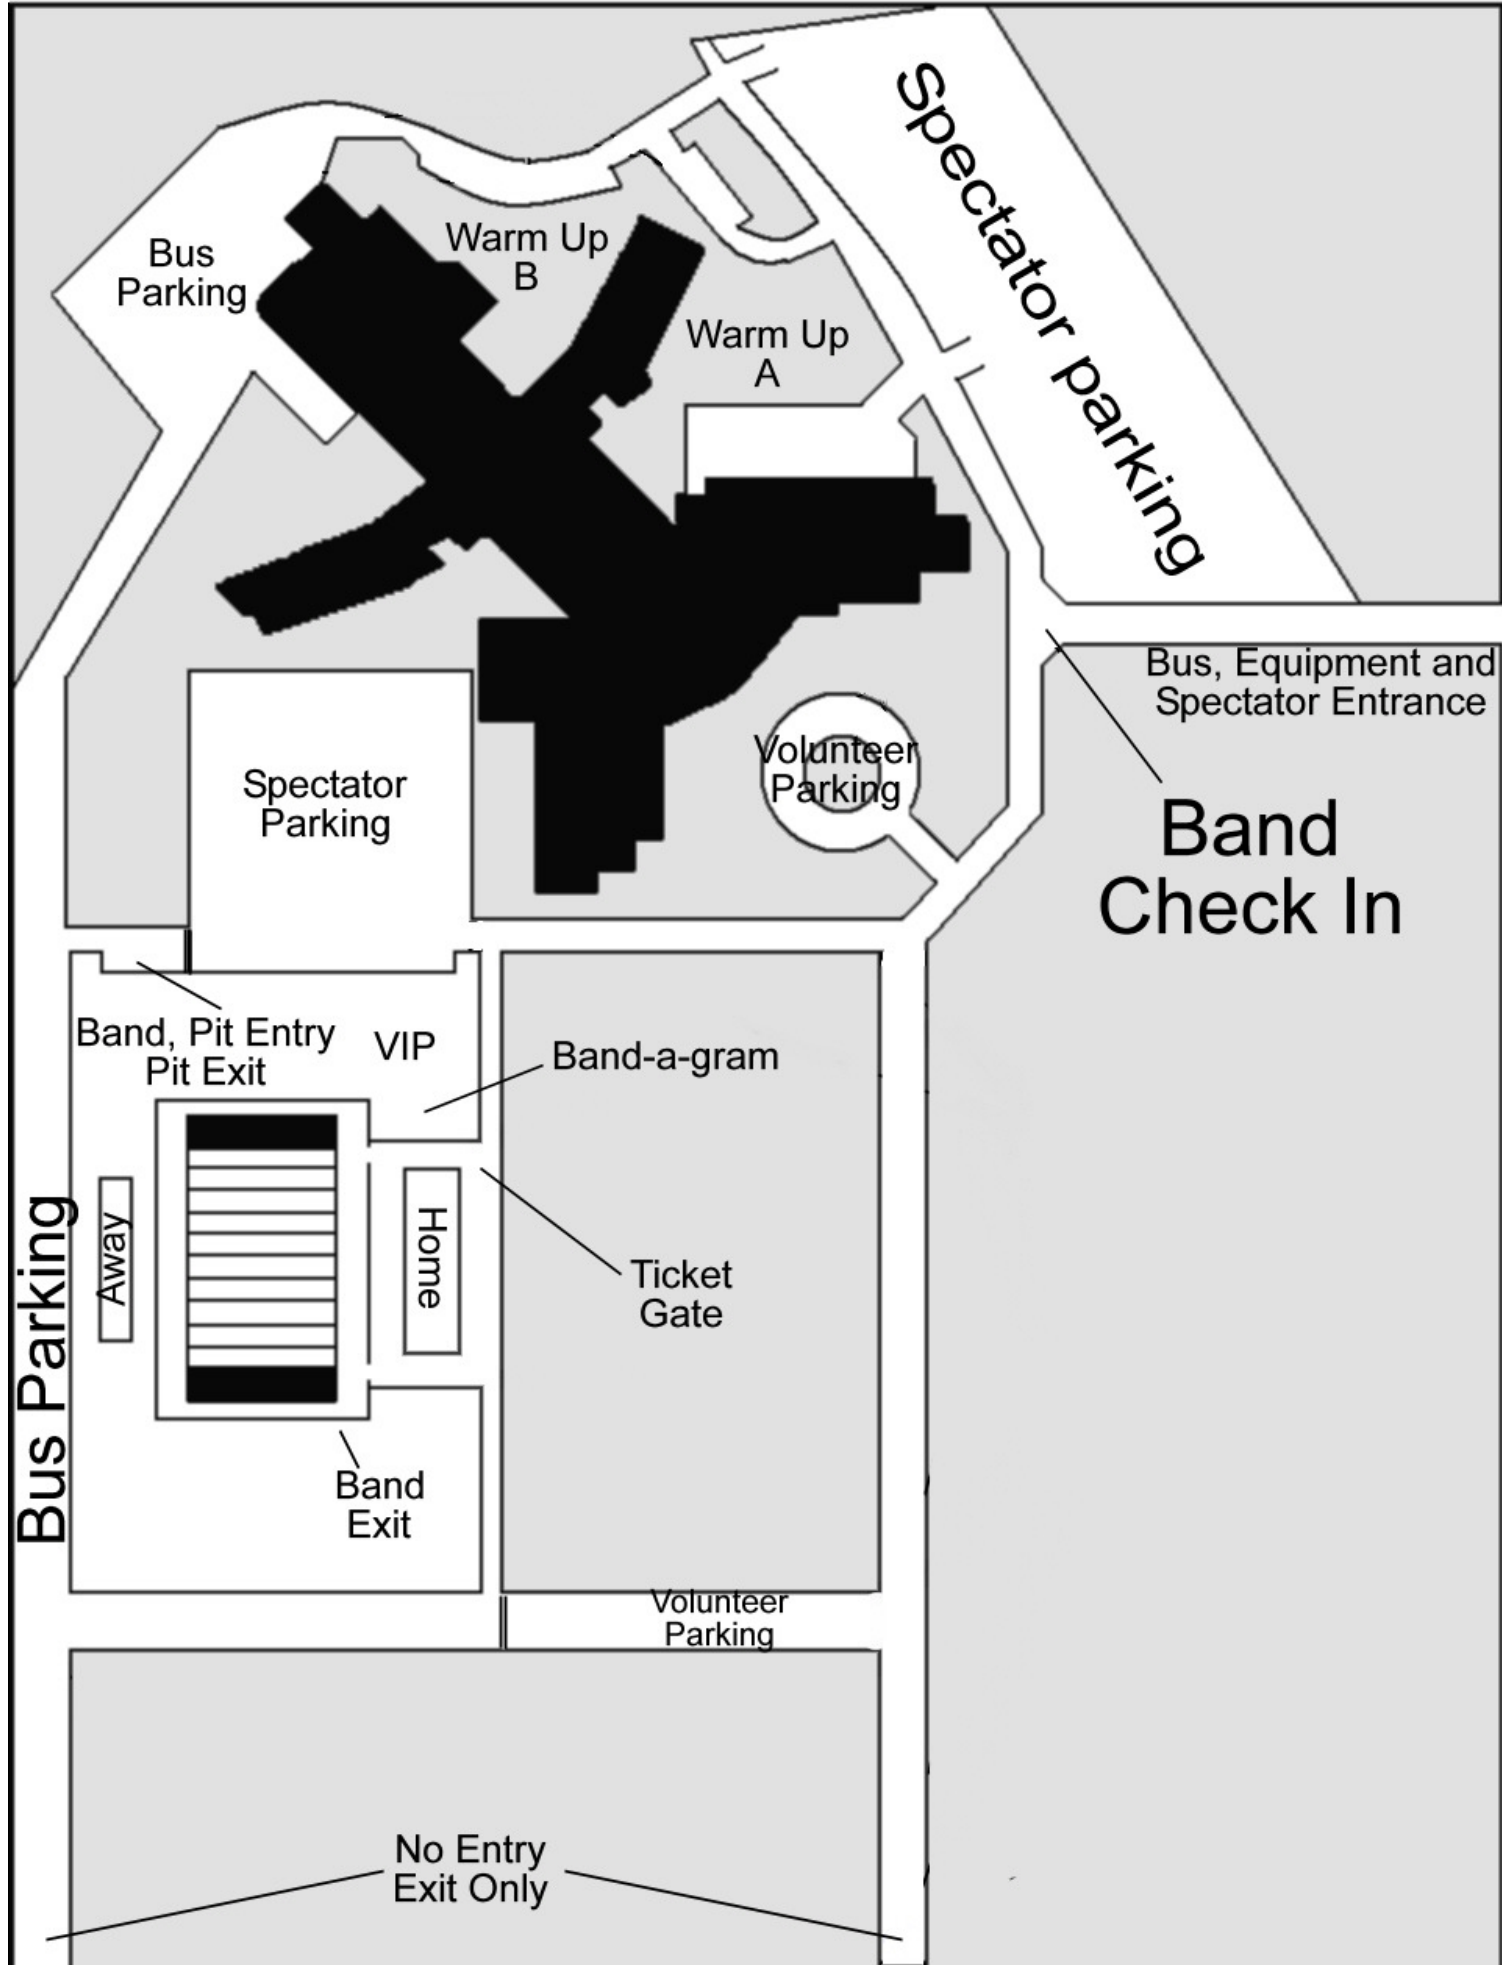 Spectator parking
Bus
Parking
Warm Up
B
Warm Up
A
Bus, Equipment and
Spectator Entrance
Volunteer
Parking
Spectator
Parking
Band
Check In
Band, Pit Entry
Pit Exit
VIP
Band-a-gram
Bus Parking
Away
Home
Ticket
Gate
Band
Exit
Volunteer
Parking
No Entry
Exit Only